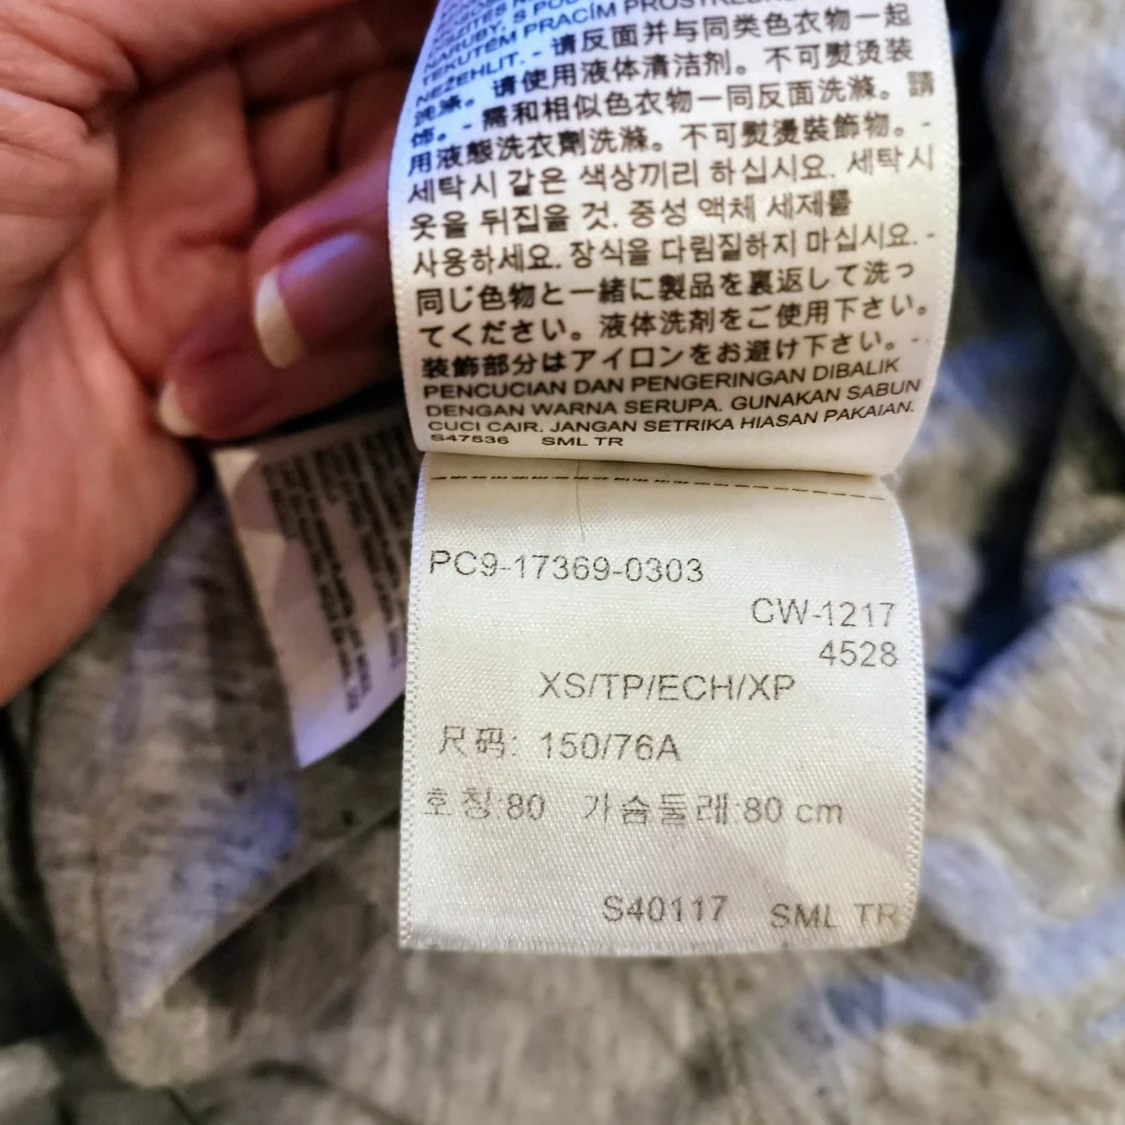 TEKUTÉM PRACÍM
NEŽEHLIT. - 请反面并与同类色衣物一起
洗涤。请使用液体清洁剂。不可熨烫装
饰。- 需和相似色衣物一同反面洗滌。請
用液態洗衣劑洗滌。不可熨燙裝飾物。-
세탁시 같은 색상끼리 하십시요. 세탁시
옷을 뒤집을 것. 중성 액체 세제를
사용하세요. 장식을 다림질하지 마십시요. -
同じ色物と一緒に製品を裏返して洗っ
てください。液体洗剤をご使用下さい。
装飾部分はアイロンをお避け下さい。-
PENCUCIAN DAN PENGERINGAN DIBALIK
DENGAN WARNA SERUPA. GUNAKAN SABUN
CUCI CAIR. JANGAN SETRIKA HIASAN PAKAIAN.
S47536 SML TR
PC9-17369-0303
CW-1217
4528
XS/TP/ECH/XP
尺码: 150/76A
호칭:80 가슴둘레:80 cm
S40117 SML TR